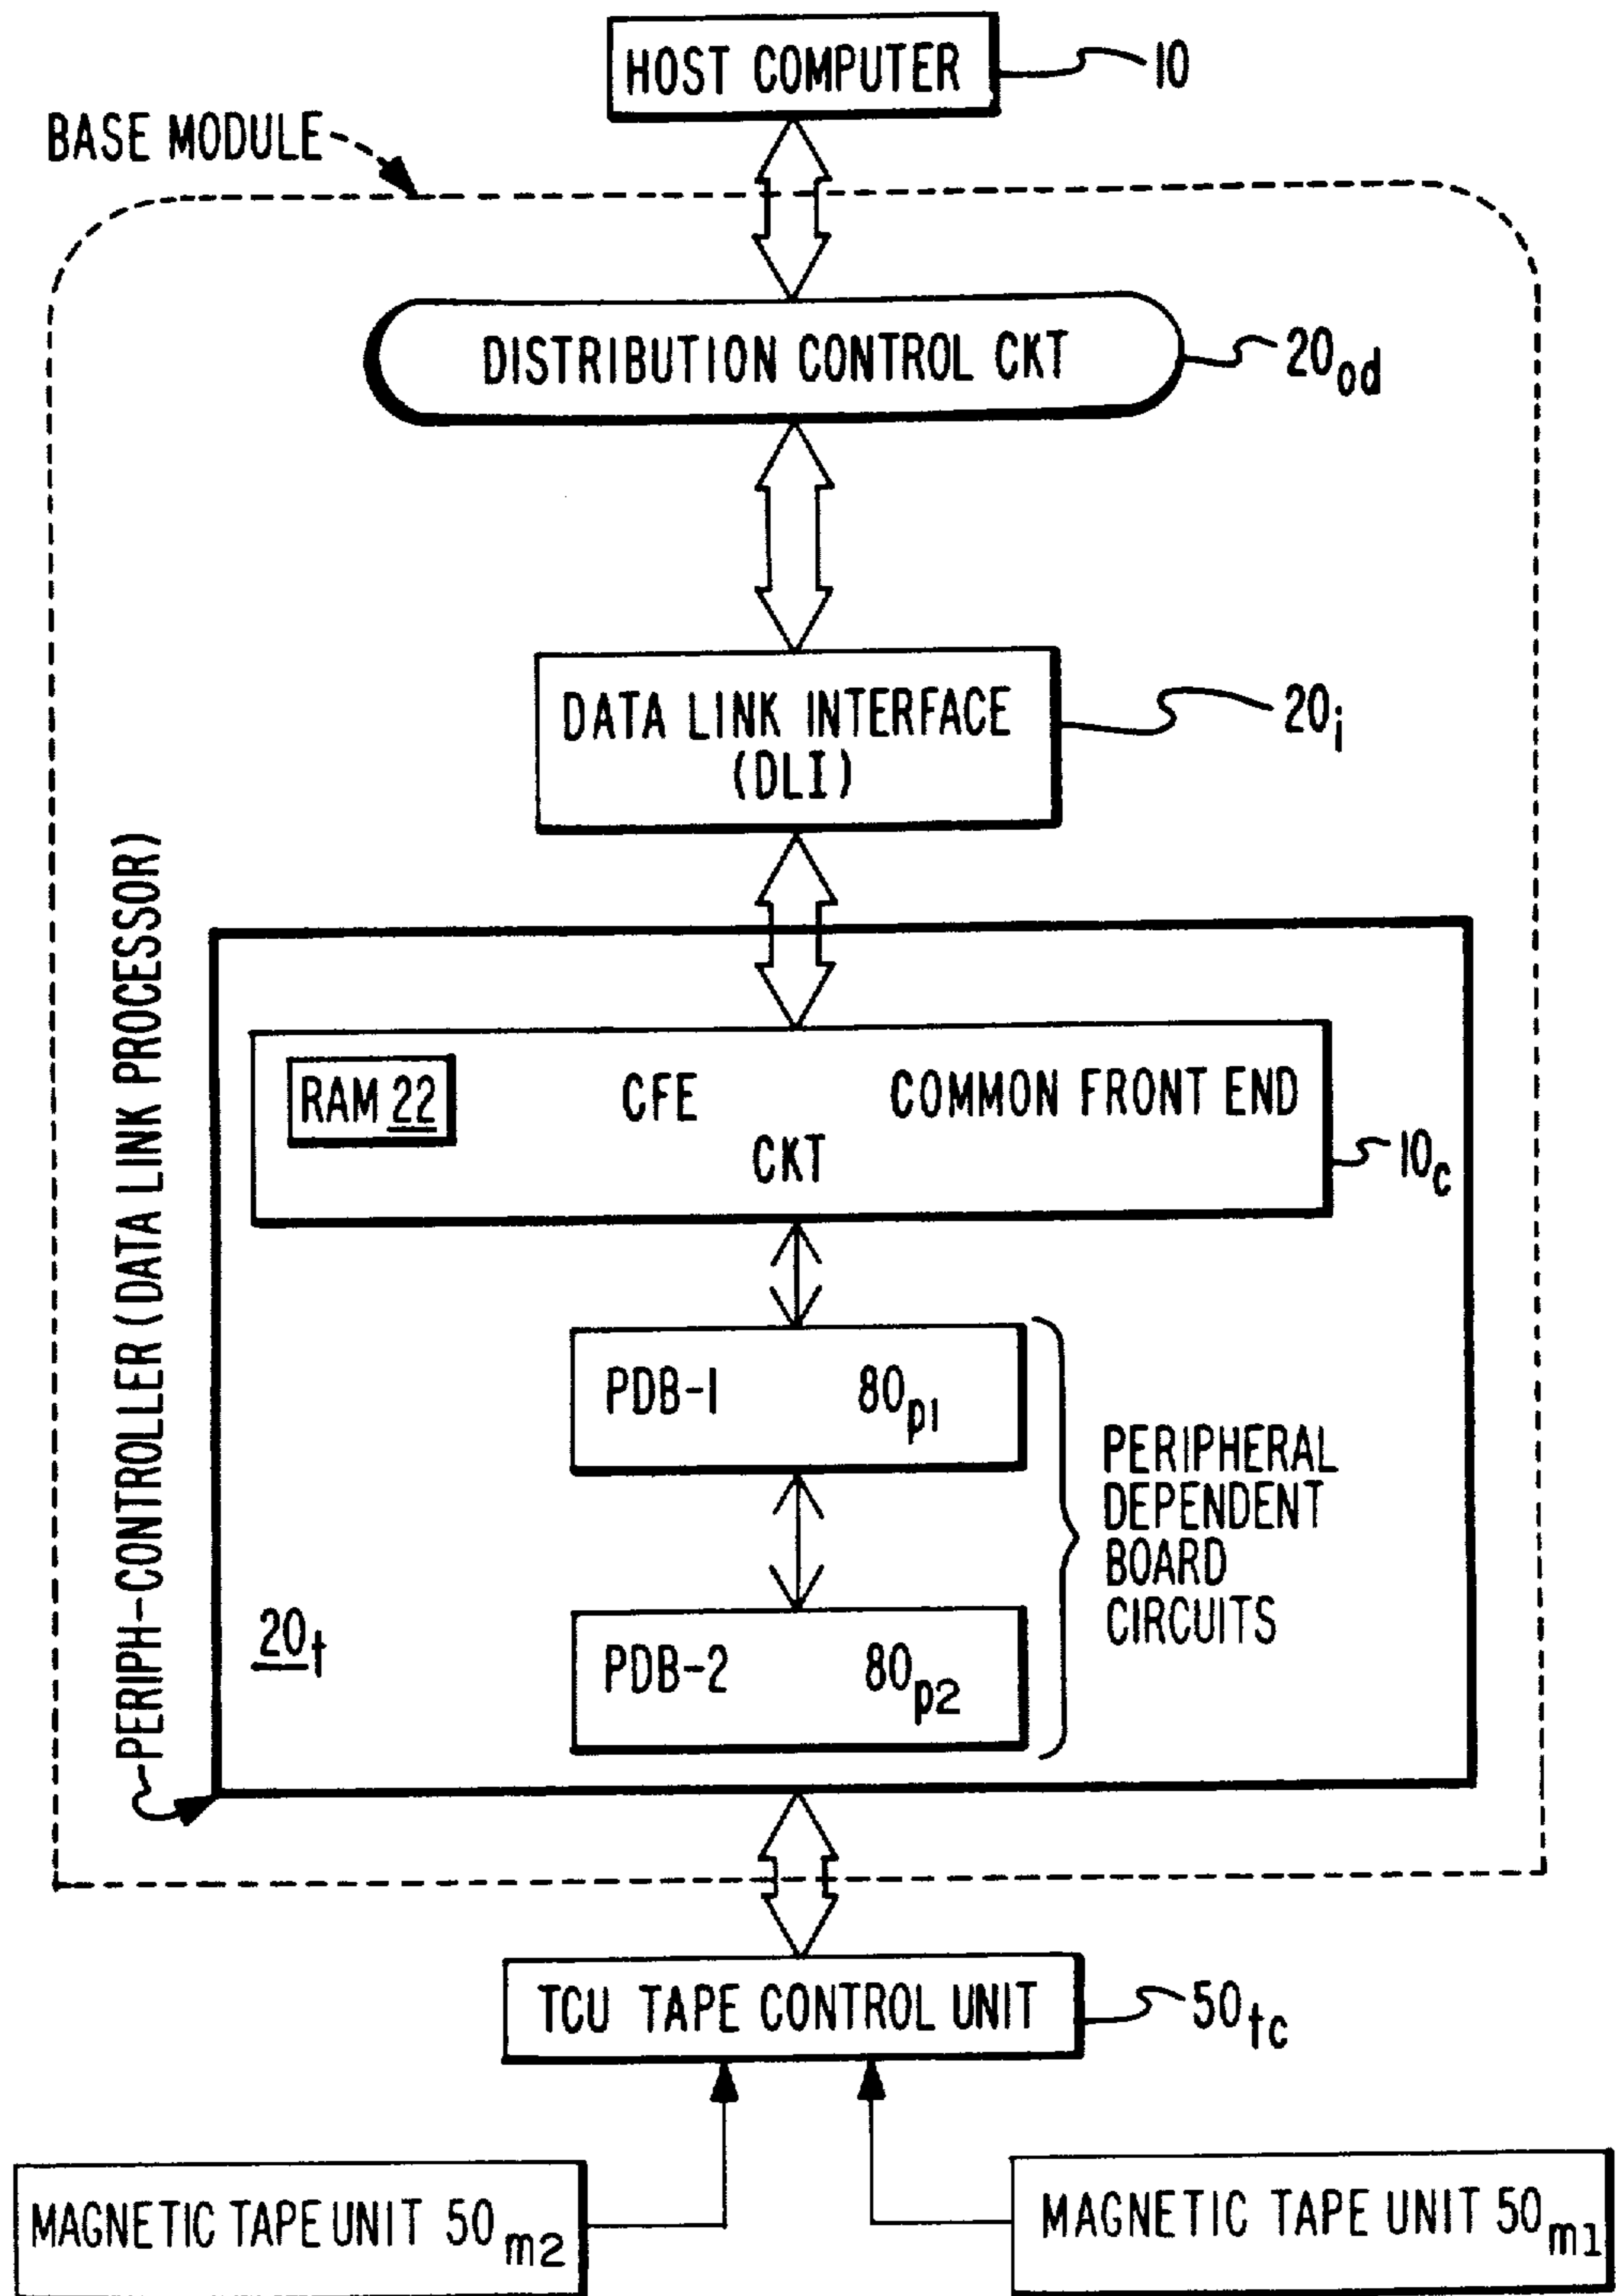 HOST COMPUTER
10
BASE MODULE
DISTRIBUTION CONTROL CKT
20od
DATA LINK INTERFACE
(DLI)
20i
PERIPH-CONTROLLER (DATA LINK PROCESSOR)
RAM 22
CFE
COMMON FRONT END
CKT
10c
PDB-1 80p1
PERIPHERAL
DEPENDENT
BOARD
CIRCUITS
20t
PDB-2 80p2
TCU TAPE CONTROL UNIT
50tc
MAGNETIC TAPE UNIT 50m2
MAGNETIC TAPE UNIT 50m1